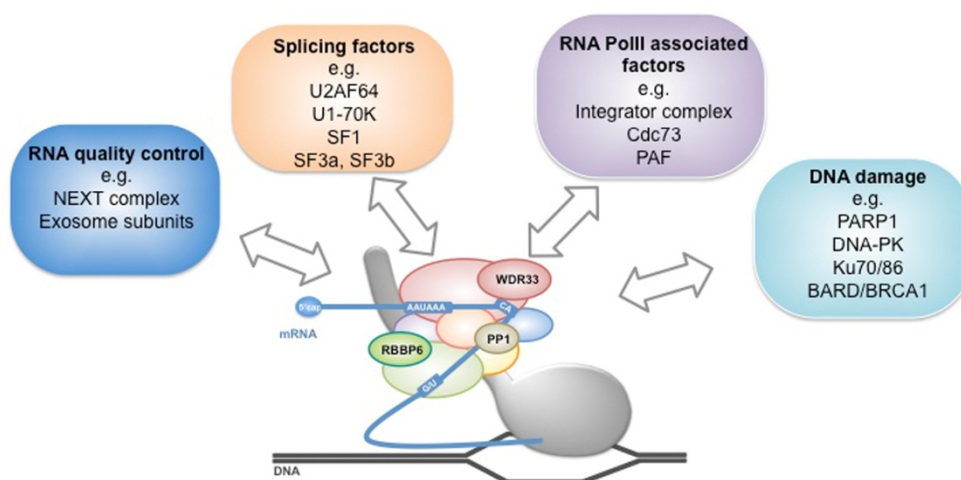 Splicing factors
e.g.
U2AF64
U1-70K
SF1
SF3a, SF3b
RNA PolII associated
factors
e.g.
Integrator complex
Cdc73
PAF
RNA quality control
e.g.
NEXT complex
Exosome subunits
DNA damage
e.g.
PARP1
DNA-PK
Ku70/86
BARD/BRCA1
WDR33
5'cap
AAUAAA
CA
mRNA
RBBP6
PP1
G/U
DNA